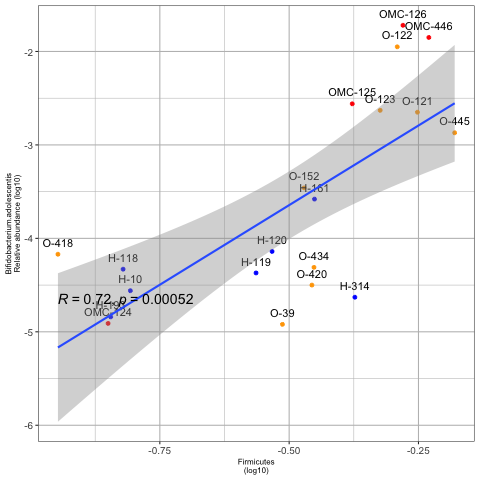 OMC-126
OMC-446
O-122
-2
OMC-125
O-123
O-121
O-445
-3
O-152
H-161
Bifidobacterium.adolescentis
Relative abundance (log10)
-4
O-418
H-120
H-118
O-434
H-119
O-420
H-10
H-314
R = 0.72, p = 0.00052
OMC-124
O-39
-5
-6
-0.75
-0.50
-0.25
Firmicutes
(log10)